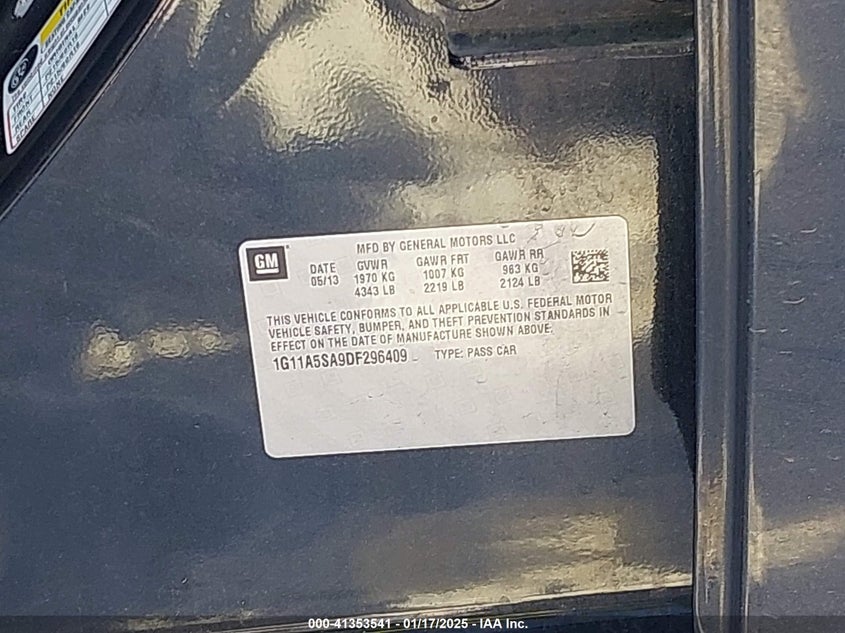 GM
MFD BY GENERAL MOTORS LLC
DATE GVWR GAWR FRT GAWR RR
05/13 1970 KG 1007 KG 963 KG
4343 LB 2219 LB 2124 LB
THIS VEHICLE CONFORMS TO ALL APPLICABLE U.S. FEDERAL MOTOR
VEHICLE SAFETY, BUMPER, AND THEFT PREVENTION STANDARDS IN
EFFECT ON THE DATE OF MANUFACTURE SHOWN ABOVE.
1G11A5SA9DF296409 TYPE: PASS CAR
000-41353541 - 01/17/2025 - IAA Inc.